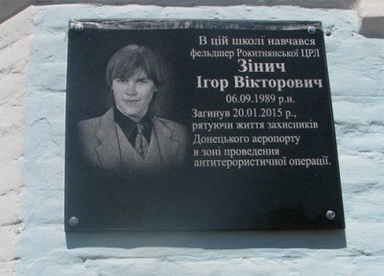 В цій школі навчався
фельдшер Рокитнянської ЦРЛ
Зінич
Ігор Вікторович
06.09.1989 р.н.
Загинув 20.01.2015 р.,
рятуючи життя захисників
Донецького аеропорту
в зоні проведення
антитерористичної операції.